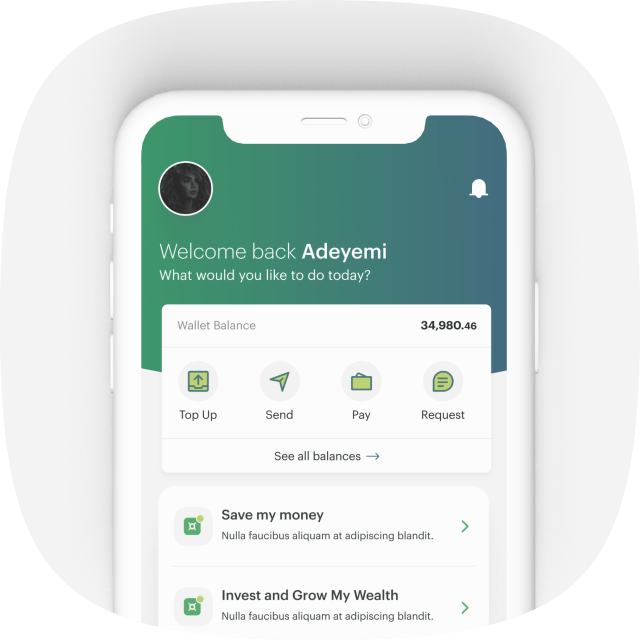 Welcome back Adeyemi
What would you like to do today?
Wallet Balance 34,980.46
Top Up Send Pay Request
See all balances →
Save my money
Nulla faucibus aliquam at adipiscing blandit.
Invest and Grow My Wealth
Nulla faucibus aliquam at adipiscing blandit.